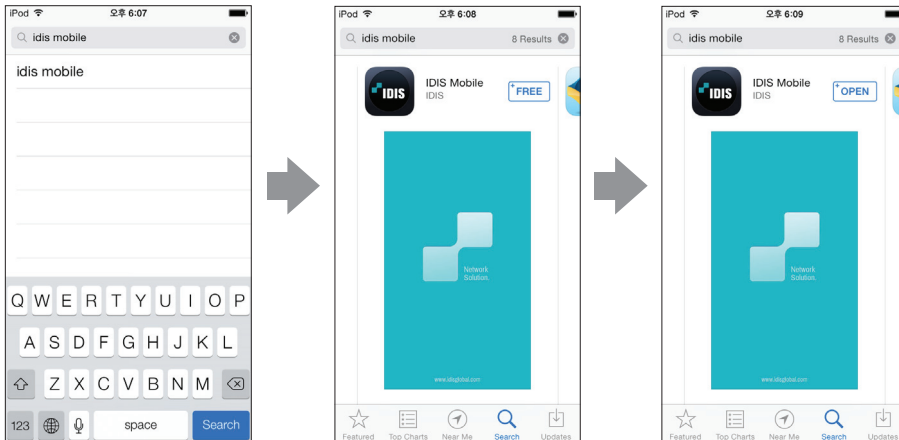 iPod 오후 6:07
idis mobile
idis mobile
Q W E R T Y U I O P
A S D F G H J K L
Z X C V B N M
123 space Search
iPod 오후 6:08
idis mobile 8 Results
IDIS
IDIS Mobile
IDIS
+FREE
Network
Solution.
www.idisglobal.com
Featured Top Charts Near Me Search Updates
iPod 오후 6:09
idis mobile 8 Results
IDIS
IDIS Mobile
IDIS
+OPEN
Network
Solution.
www.idisglobal.com
Featured Top Charts Near Me Search Updates